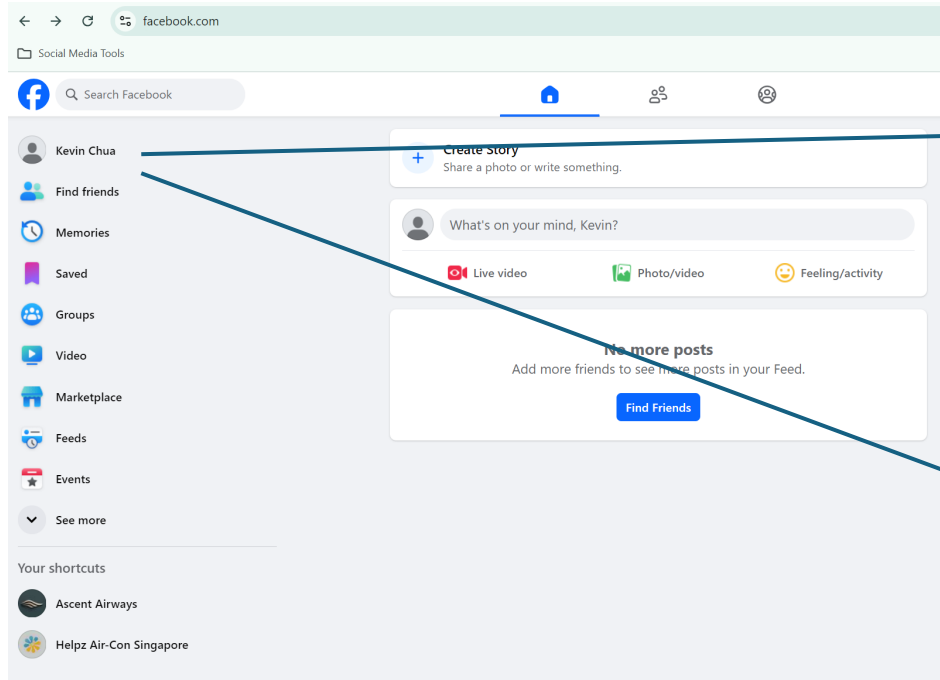 facebook.com
Social Media Tools
Search Facebook
Kevin Chua
Find friends
Memories
Saved
Groups
Video
Marketplace
Feeds
Events
See more
Your shortcuts
Ascent Airways
Helpz Air-Con Singapore
Create Story
Share a photo or write something.
What's on your mind, Kevin?
Live video
Photo/video
Feeling/activity
No more posts
Add more friends to see more posts in your Feed.
Find Friends